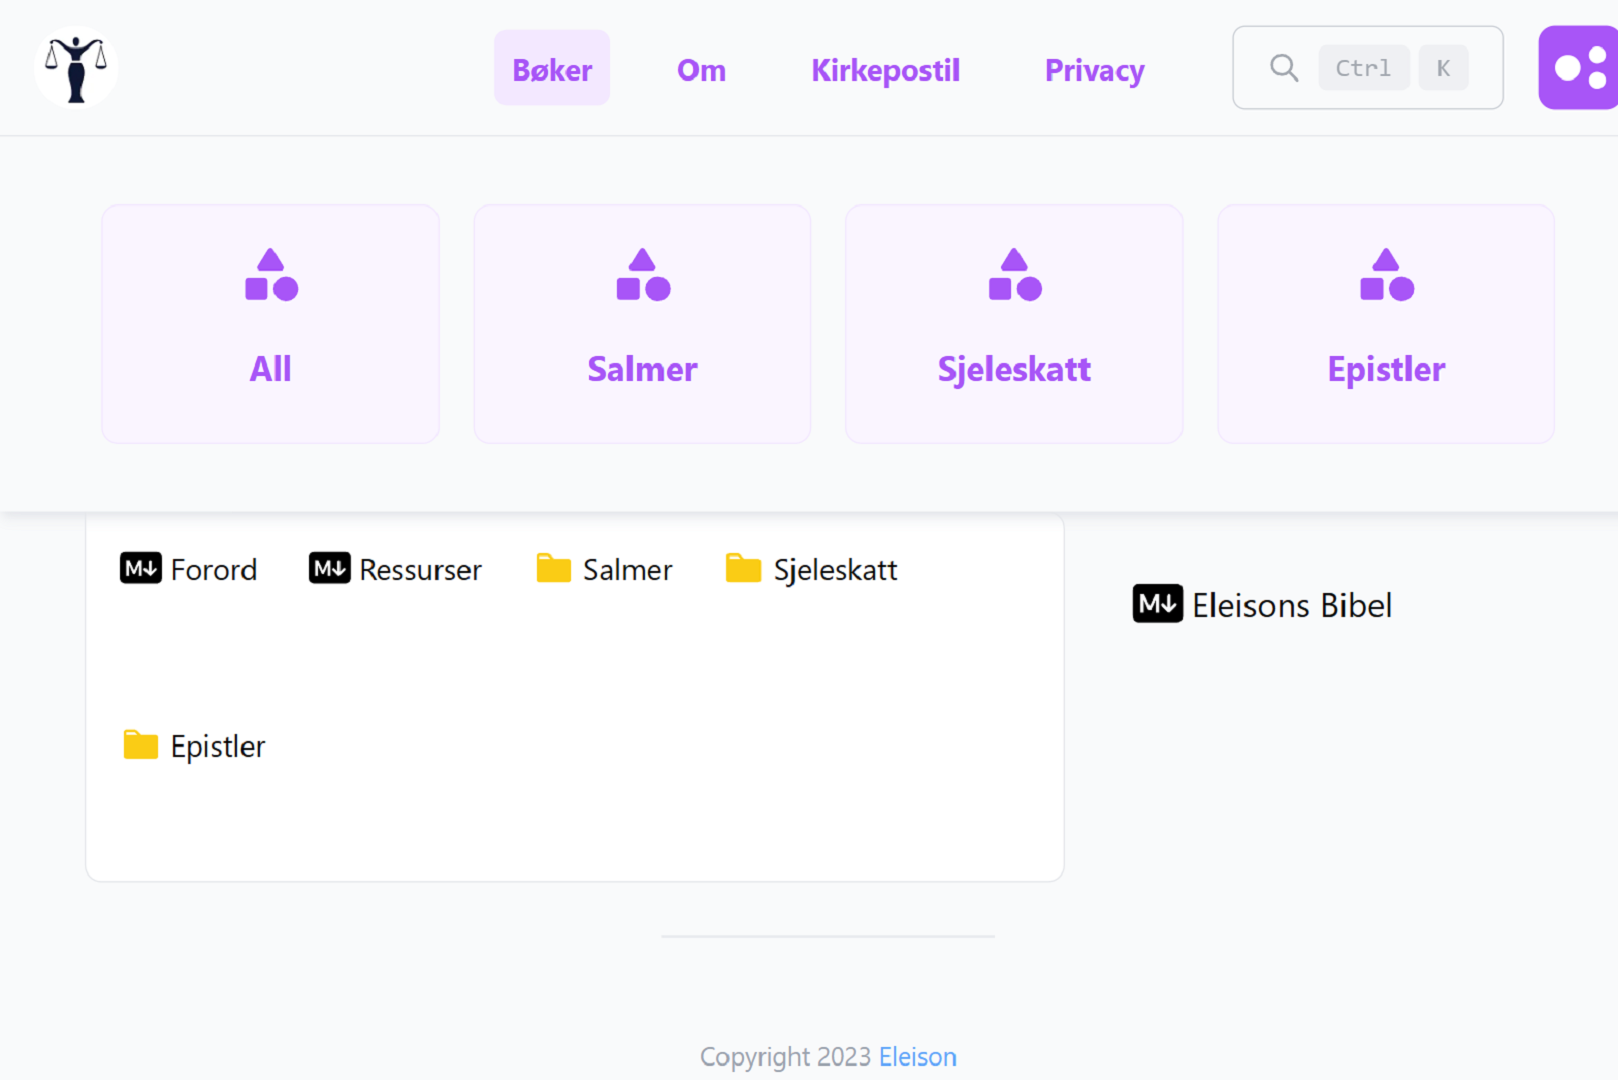 Bøker Om Kirkepostil Privacy Ctrl K
All Salmer Sjeleskatt Epistler
M↓ Forord M↓ Ressurser Salmer Sjeleskatt
M↓ Eleisons Bibel
Epistler
Copyright 2023 Eleison